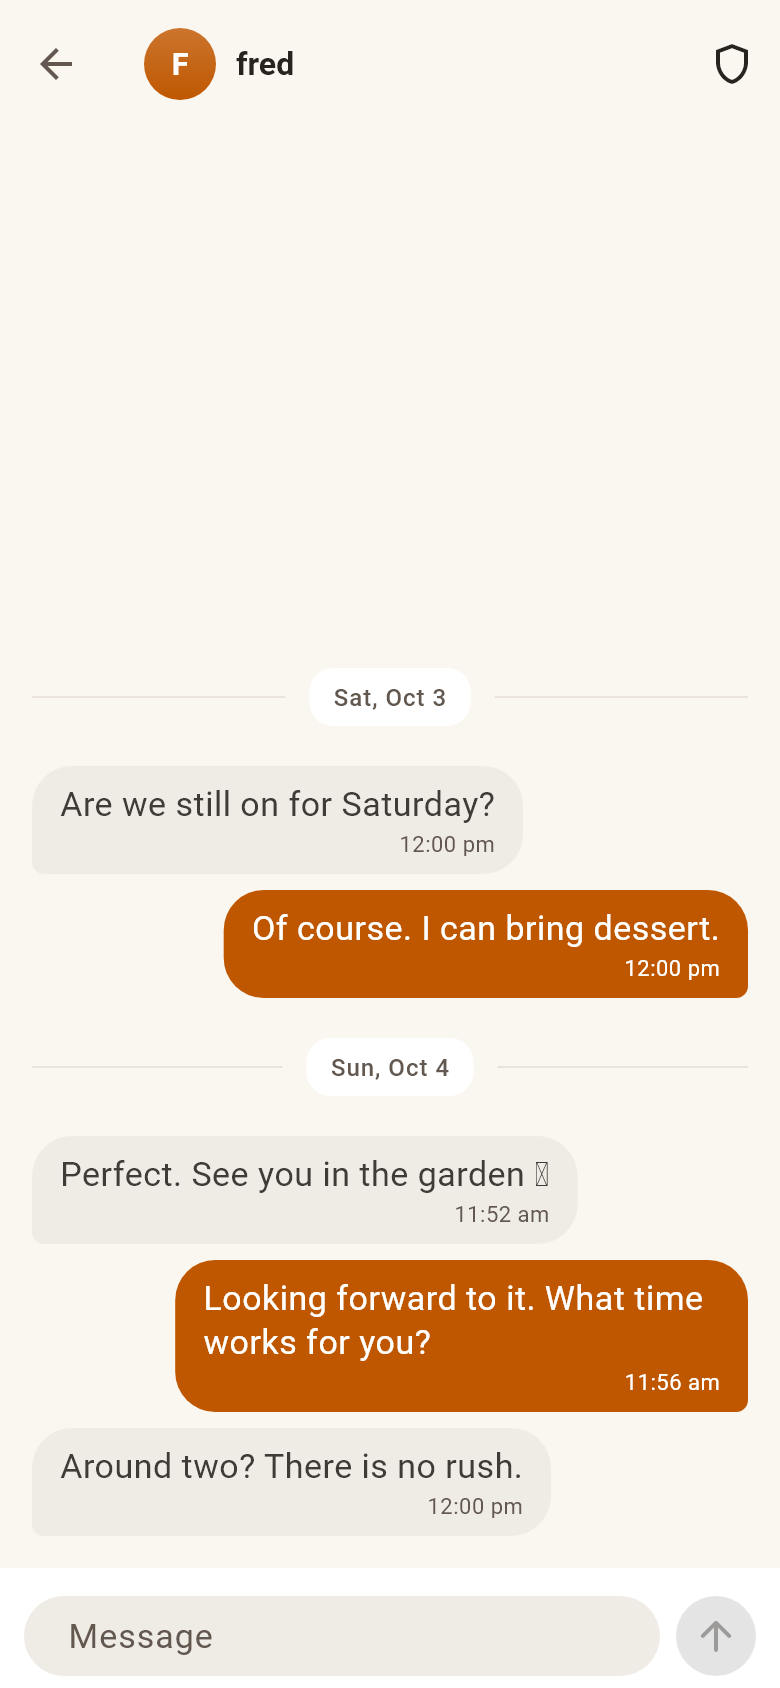 F fred
Sat, Oct 3
Are we still on for Saturday?
12:00 pm
Of course. I can bring dessert.
12:00 pm
Sun, Oct 4
Perfect. See you in the garden
11:52 am
Looking forward to it. What time
works for you?
11:56 am
Around two? There is no rush.
12:00 pm
Message